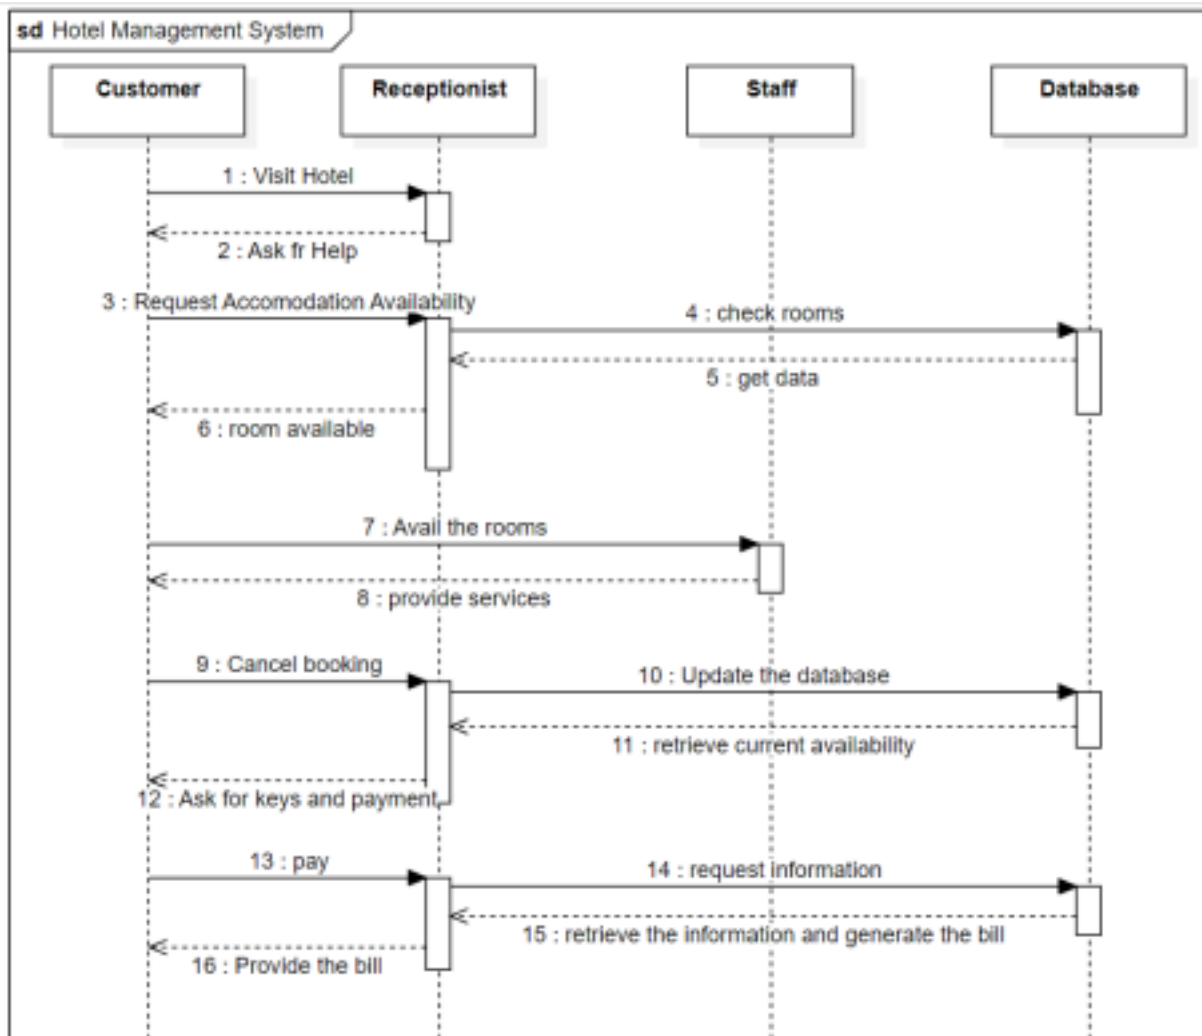 sd Hotel Management System
Customer
Receptionist
Staff
Database
1 : Visit Hotel
2 : Ask fr Help
3 : Request Accomodation Availability
4 : check rooms
5 : get data
6 : room available
7 : Avail the rooms
8 : provide services
9 : Cancel booking
10 : Update the database
11 : retrieve current availability
12 : Ask for keys and payment
13 : pay
14 : request information
15 : retrieve the information and generate the bill
16 : Provide the bill